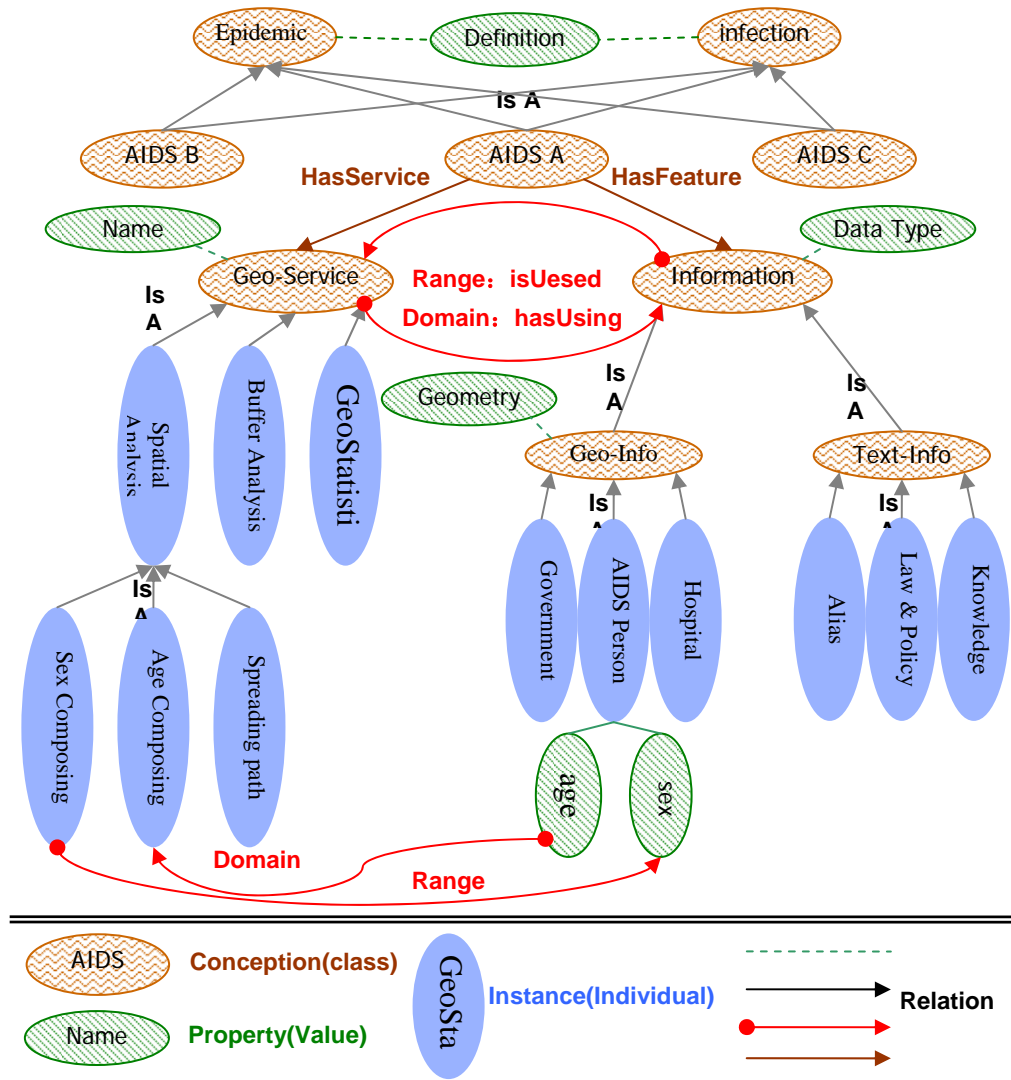 Epidemic
Definition
infection
Is A
AIDS B
AIDS A
AIDS C
HasService
HasFeature
Name
Data Type
Geo-Service
Information
Range：isUesed
Domain：hasUsing
Is
A
Spatial
Analysis
Buffer Analysis
GeoStatisti
Geometry
Is
A
Is
A
Geo-Info
Text-Info
Is
A
Is
A
Government
AIDS Person
Hospital
Alias
Law & Policy
Knowledge
Is
A
Sex Composing
Age Composing
Spreading path
age
sex
Domain
Range
AIDS
Conception(class)
GeoSta
Instance(Individual)
Relation
Name
Property(Value)